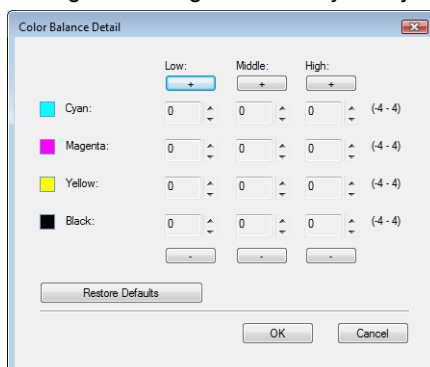 Color Balance Detail
Low: Middle: High:
+ + +
Cyan: 0 0 0 (-4 - 4)
Magenta: 0 0 0 (-4 - 4)
Yellow: 0 0 0 (-4 - 4)
Black: 0 0 0 (-4 - 4)
- - -
Restore Defaults
OK Cancel